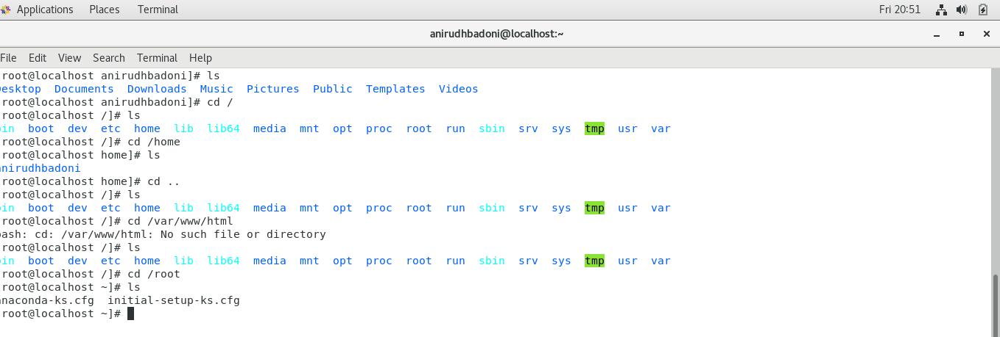 Applications Places Terminal Fri 20:51
anirudhbadoni@localhost:~
File Edit View Search Terminal Help
root@localhost anirudhbadoni]# ls
esktop Documents Downloads Music Pictures Public Templates Videos
root@localhost anirudhbadoni]# cd /
root@localhost /]# ls
in boot dev etc home lib lib64 media mnt opt proc root run sbin srv sys tmp usr var
root@localhost /]# cd /home
root@localhost home]# ls
anirudhbadoni
root@localhost home]# cd ..
root@localhost /]# ls
in boot dev etc home lib lib64 media mnt opt proc root run sbin srv sys tmp usr var
root@localhost /]# cd /var/www/html
bash: cd: /var/www/html: No such file or directory
root@localhost /]# ls
in boot dev etc home lib lib64 media mnt opt proc root run sbin srv sys tmp usr var
root@localhost /]# cd /root
root@localhost ~]# ls
anaconda-ks.cfg initial-setup-ks.cfg
root@localhost ~]#